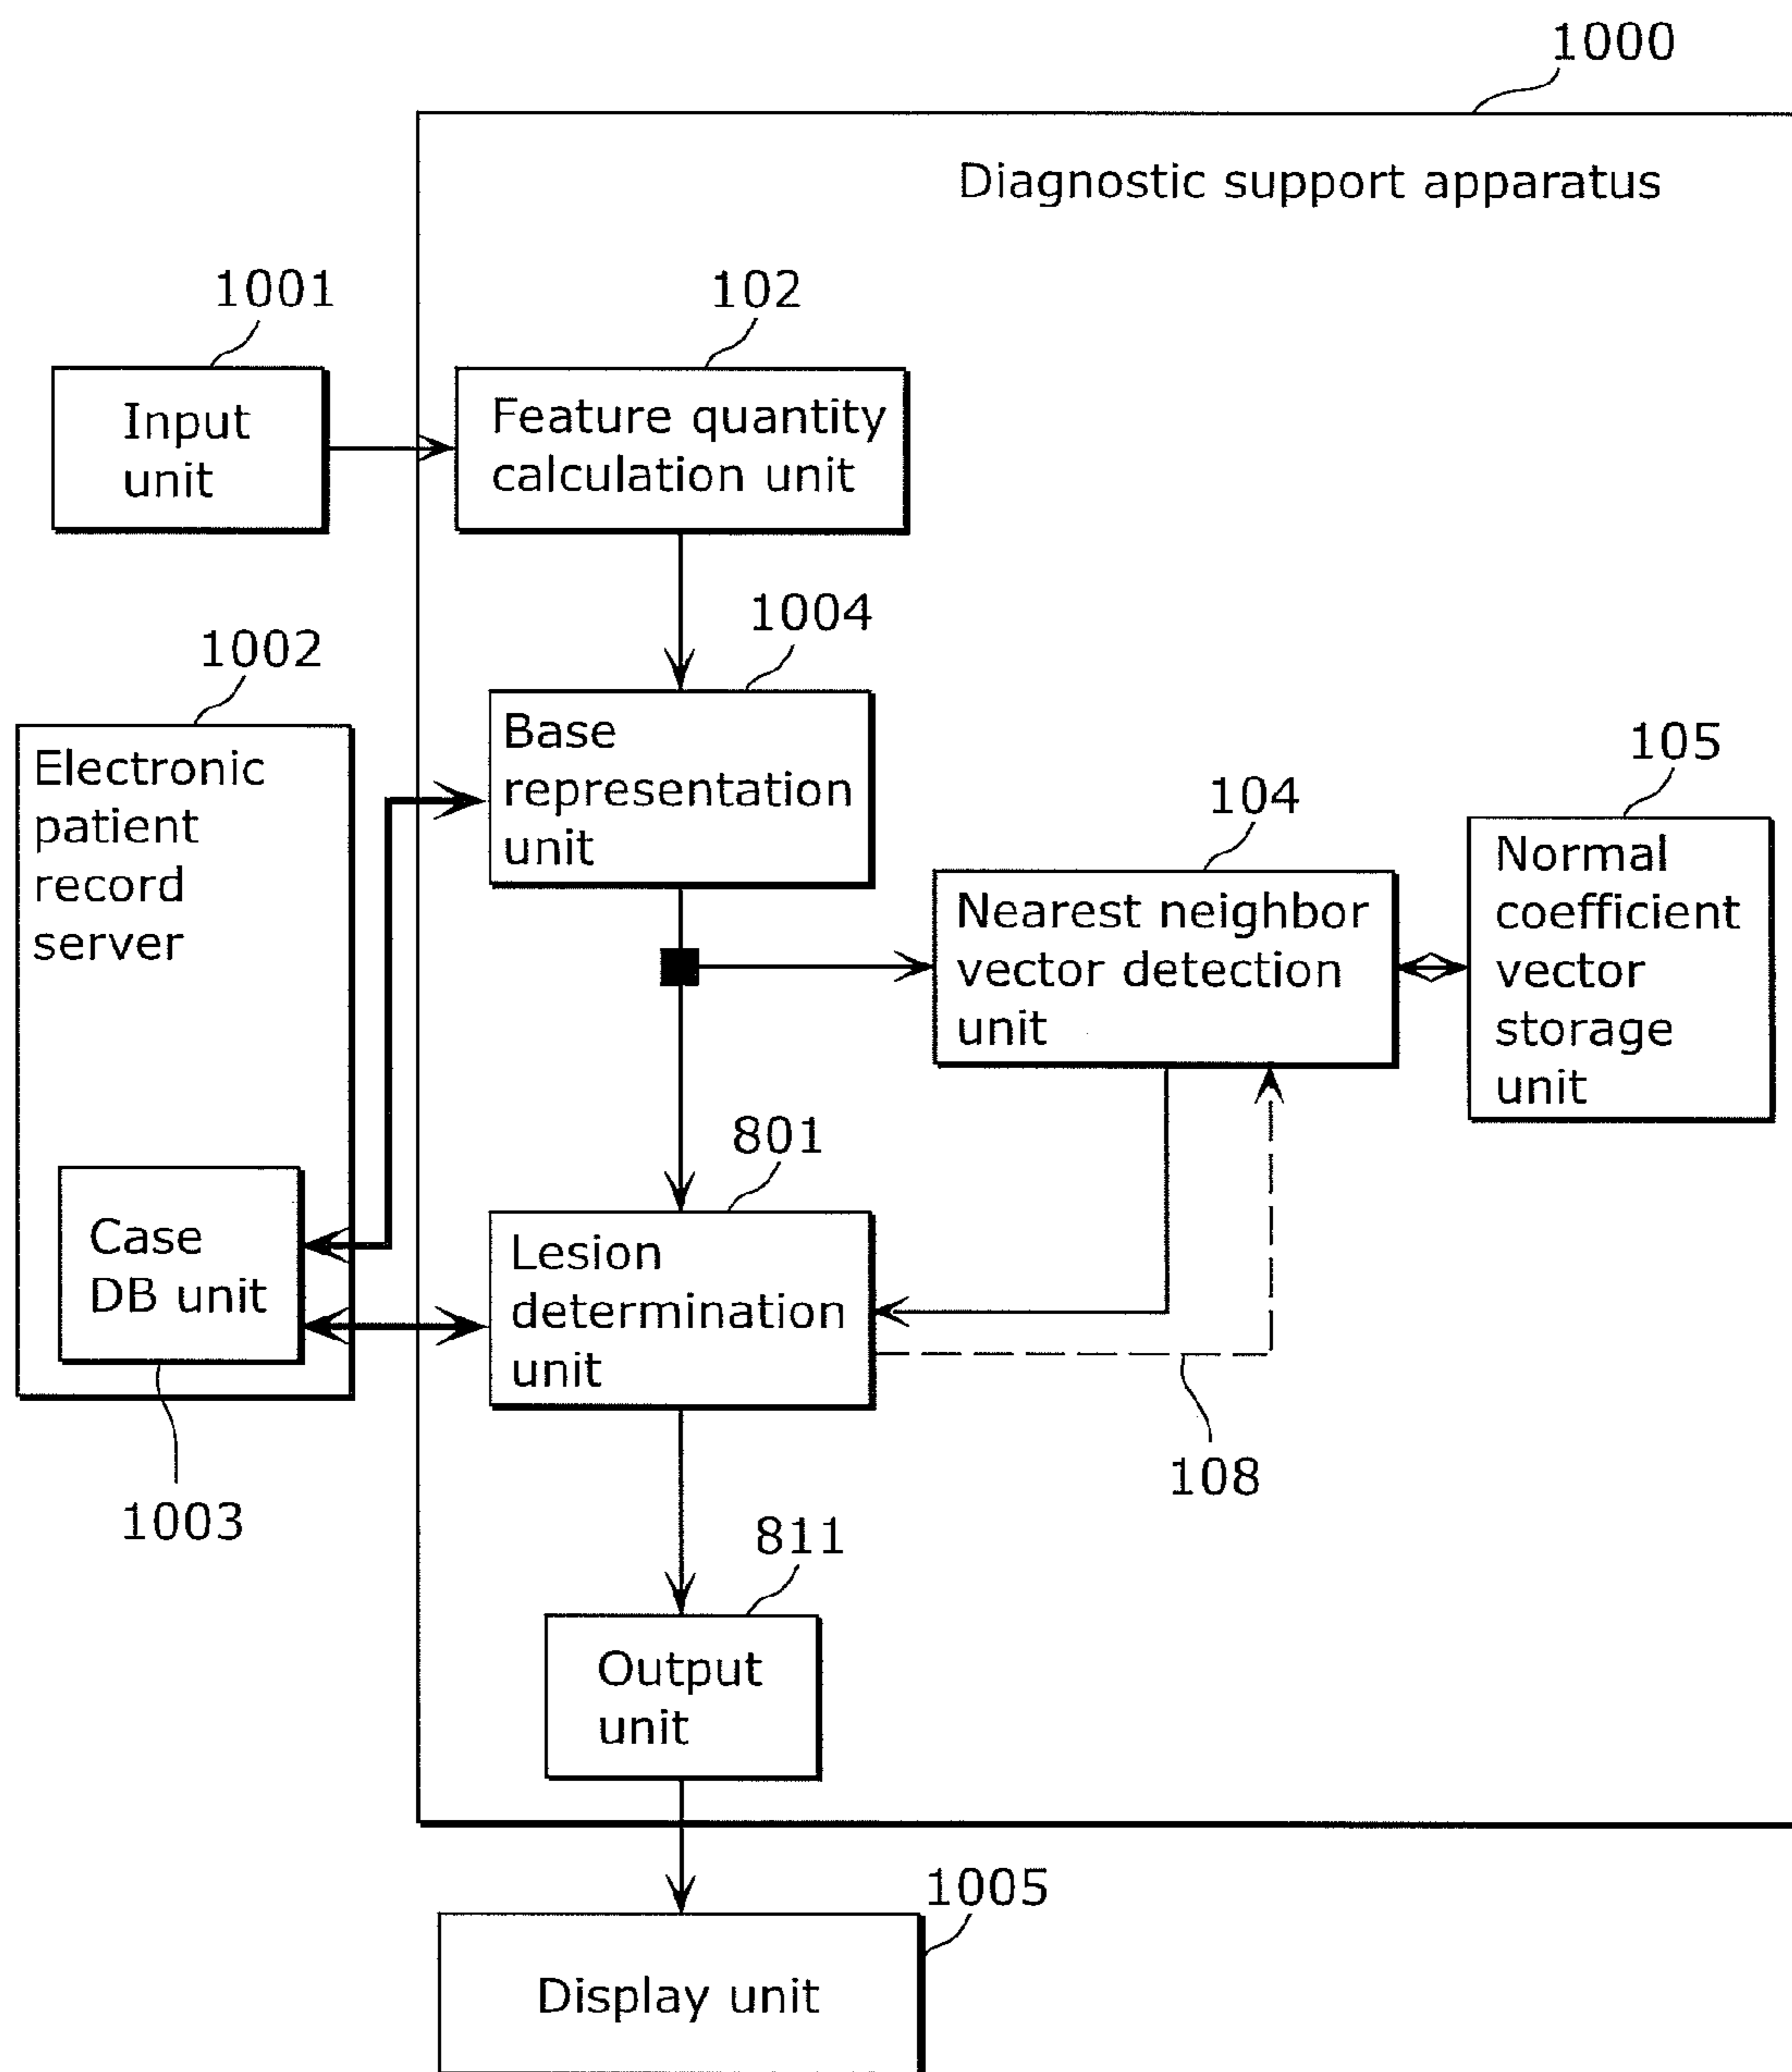 1000
Diagnostic support apparatus
1001
102
Input
unit
Feature quantity
calculation unit
1004
1002
Base
representation
unit
Electronic
patient
record
server
104
105
Nearest neighbor
vector detection
unit
Normal
coefficient
vector
storage
unit
801
Case
DB unit
Lesion
determination
unit
108
1003
811
Output
unit
1005
Display unit